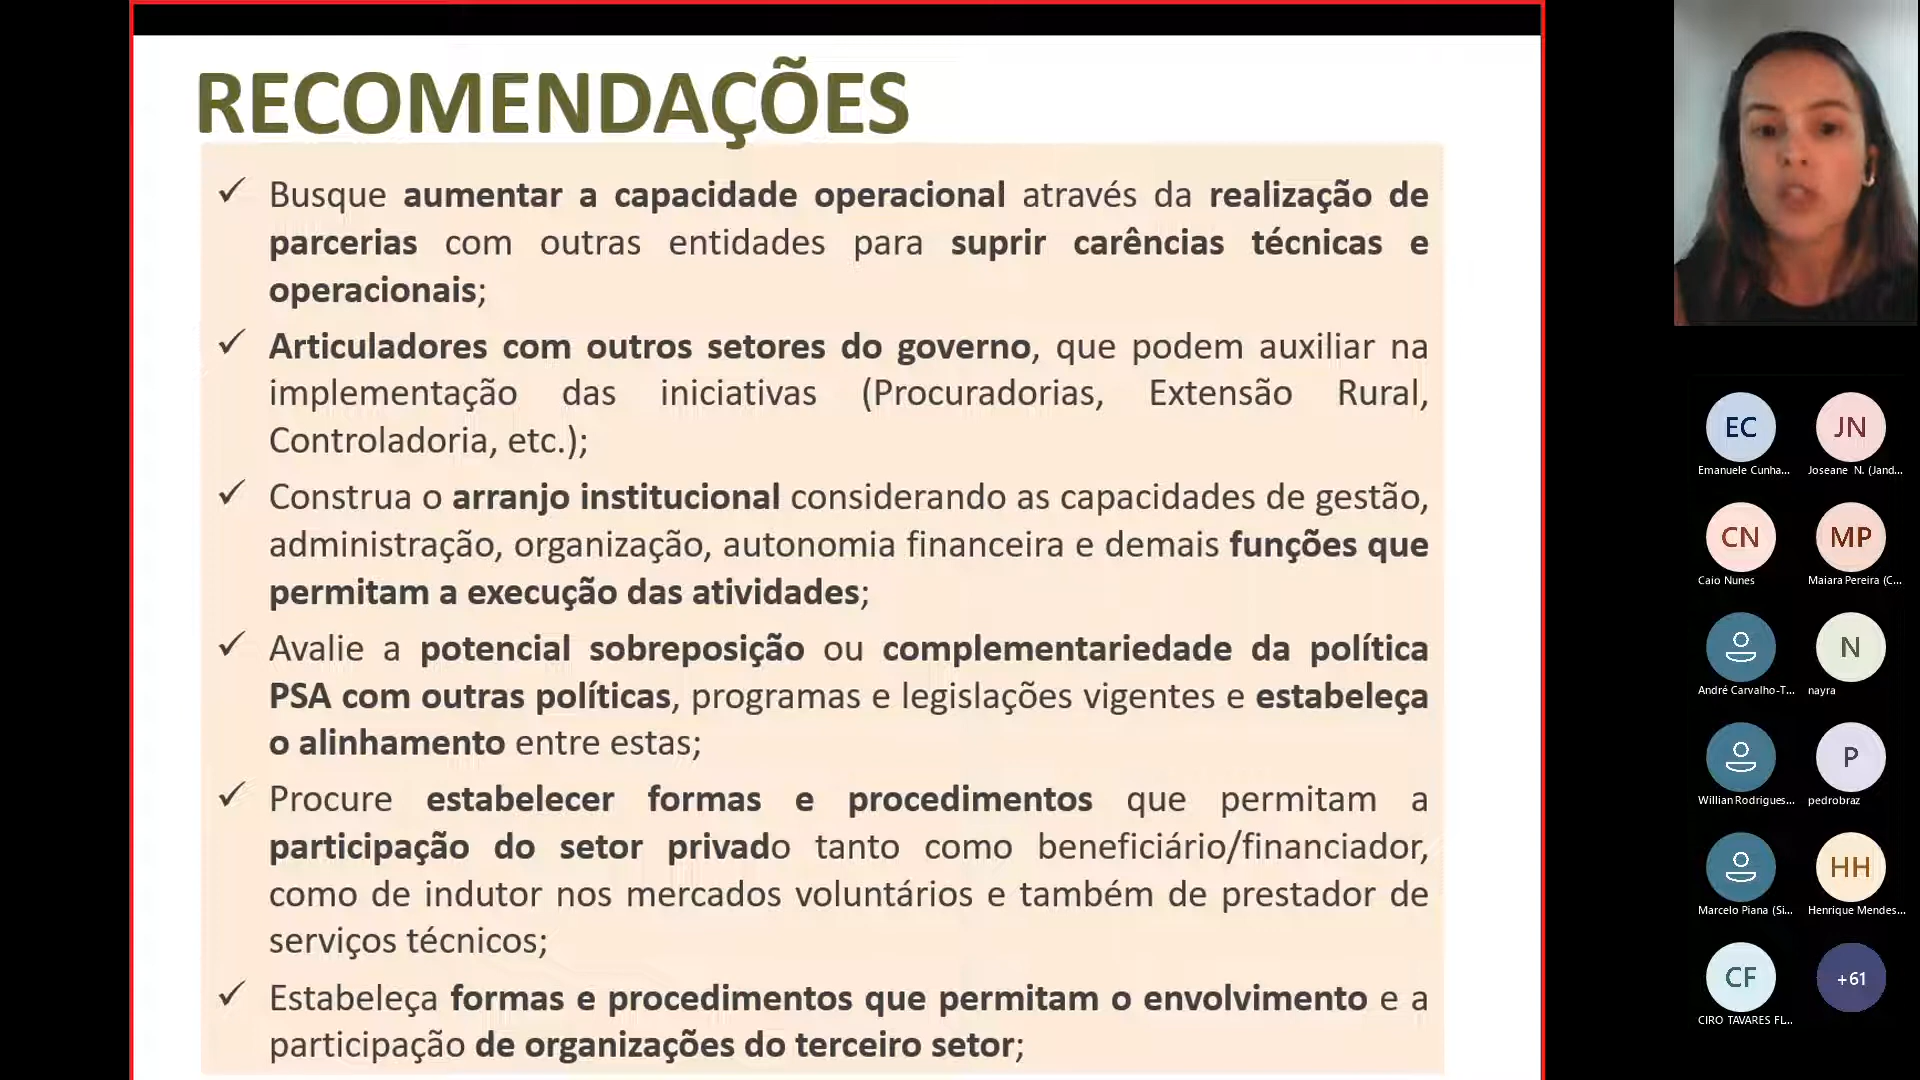 RECOMENDAÇÕES
✓ Busque aumentar a capacidade operacional através da realização de
parcerias com outras entidades para suprir carências técnicas e
operacionais;
✓ Articuladores com outros setores do governo, que podem auxiliar na
implementação das iniciativas (Procuradorias, Extensão Rural,
Controladoria, etc.);
✓ Construa o arranjo institucional considerando as capacidades de gestão,
administração, organização, autonomia financeira e demais funções que
permitam a execução das atividades;
✓ Avalie a potencial sobreposição ou complementariedade da política
PSA com outras políticas, programas e legislações vigentes e estabeleça
o alinhamento entre estas;
✓ Procure estabelecer formas e procedimentos que permitam a
participação do setor privado tanto como beneficiário/financiador,
como de indutor nos mercados voluntários e também de prestador de
serviços técnicos;
✓ Estabeleça formas e procedimentos que permitam o envolvimento e a
participação de organizações do terceiro setor;
EC
JN
Emanuele Cunha...
Joseane N. (Jand...
CN
MP
Caio Nunes
Maiara Pereira (C...
N
André Carvalho-T...
nayra
P
Willian Rodrigues...
pedrobraz
HH
Marcelo Piana (Si...
Henrique Mendes...
CF
+61
CIRO TAVARES FL...